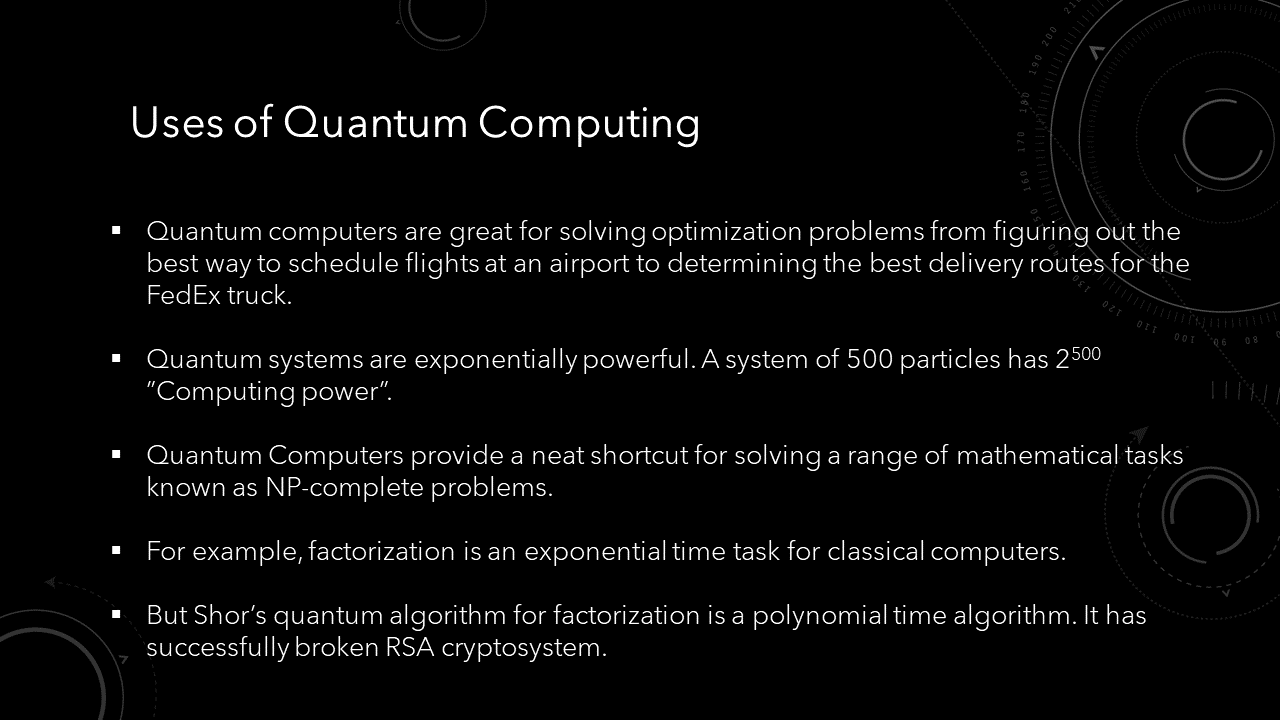 Uses of Quantum Computing
▪ Quantum computers are great for solving optimization problems from figuring out the
best way to schedule flights at an airport to determining the best delivery routes for the
FedEx truck.
▪ Quantum systems are exponentially powerful. A system of 500 particles has 2⁵⁰⁰
”Computing power”.
▪ Quantum Computers provide a neat shortcut for solving a range of mathematical tasks
known as NP-complete problems.
▪ For example, factorization is an exponential time task for classical computers.
▪ But Shor’s quantum algorithm for factorization is a polynomial time algorithm. It has
successfully broken RSA cryptosystem.